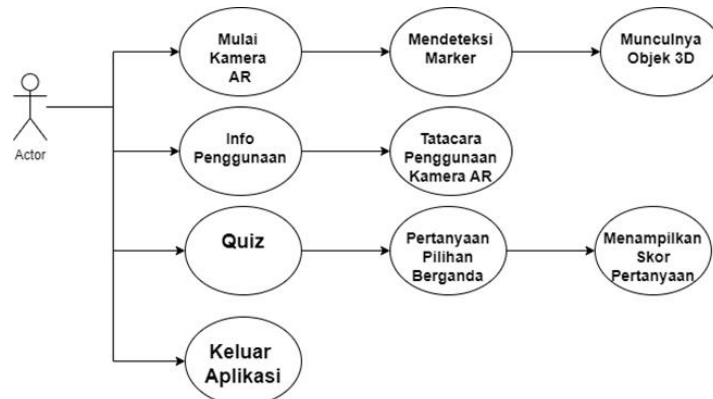 Mulai
Kamera
AR
Mendeteksi
Marker
Munculnya
Objek 3D
Actor
Info
Penggunaan
Tatacara
Penggunaan
Kamera AR
Quiz
Pertanyaan
Pilihan
Berganda
Menampilkan
Skor
Pertanyaan
Keluar
Aplikasi